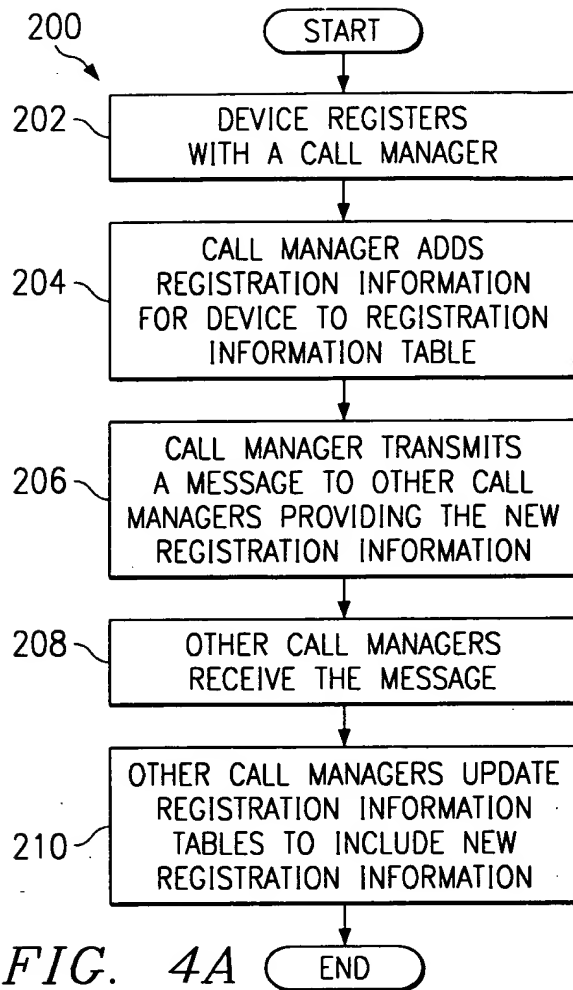 200
START
202
DEVICE REGISTERS
WITH A CALL MANAGER
204
CALL MANAGER ADDS
REGISTRATION INFORMATION
FOR DEVICE TO REGISTRATION
INFORMATION TABLE
206
CALL MANAGER TRANSMITS
A MESSAGE TO OTHER CALL
MANAGERS PROVIDING THE NEW
REGISTRATION INFORMATION
208
OTHER CALL MANAGERS
RECEIVE THE MESSAGE
210
OTHER CALL MANAGERS UPDATE
REGISTRATION INFORMATION
TABLES TO INCLUDE NEW
REGISTRATION INFORMATION
FIG. 4A
END